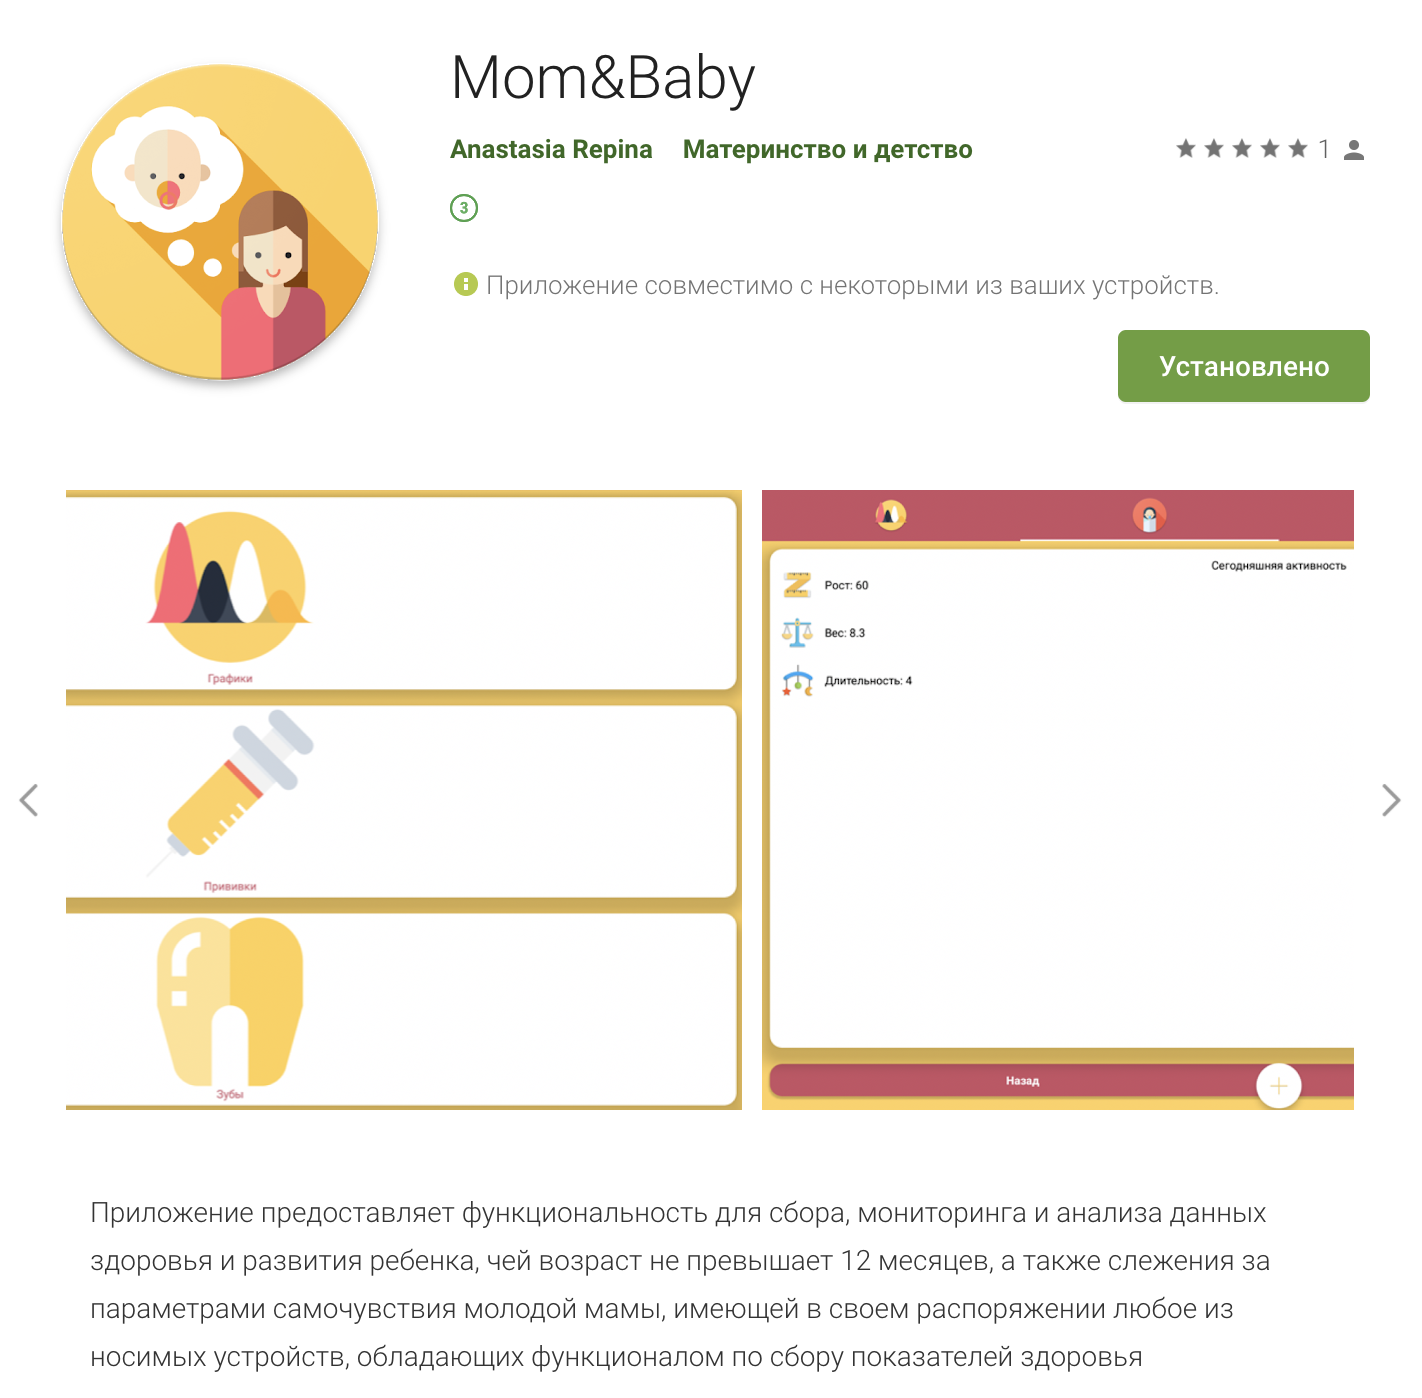 Mom&Baby
Anastasia Repina Материнство и детство 1
3
Приложение совместимо с некоторыми из ваших устройств.
Установлено
Графики
Прививки
Зубы
Сегодняшняя активность
Рост: 60
Вес: 8.3
Длительность: 4
Назад
Приложение предоставляет функциональность для сбора, мониторинга и анализа данных
здоровья и развития ребенка, чей возраст не превышает 12 месяцев, а также слежения за
параметрами самочувствия молодой мамы, имеющей в своем распоряжении любое из
носимых устройств, обладающих функционалом по сбору показателей здоровья